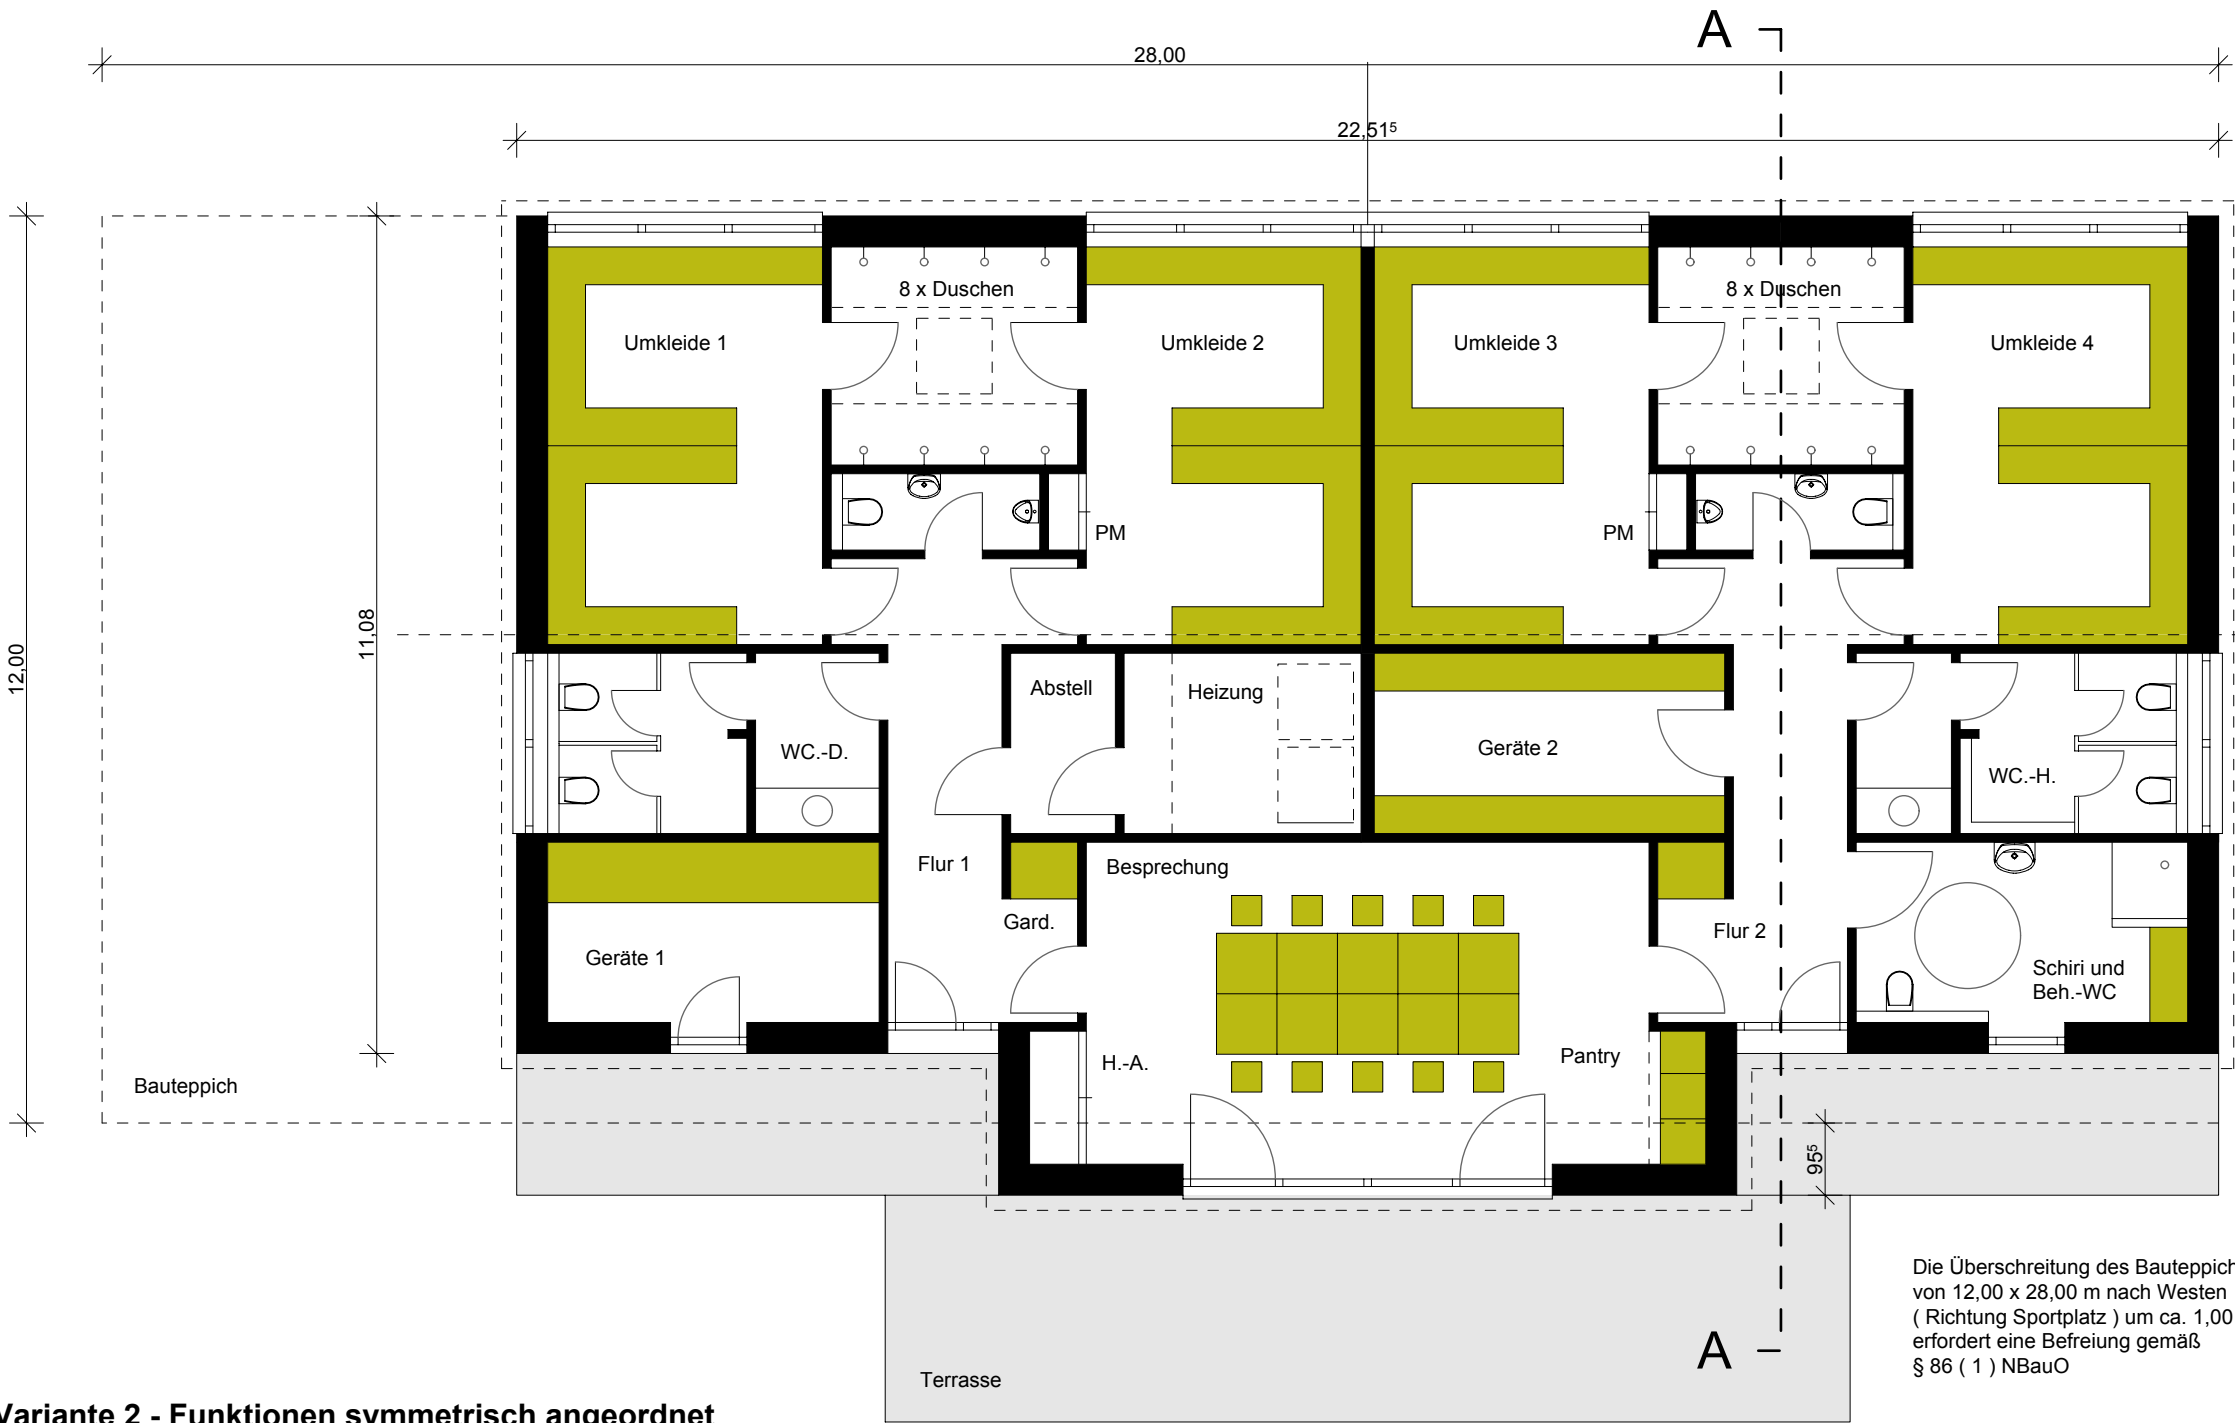 A
28,00
22,51⁵
8 x Duschen
8 x Duschen
Umkleide 1
Umkleide 2
Umkleide 3
Umkleide 4
PM
PM
12,00
11,08
Abstell
Heizung
WC.-D.
Geräte 2
WC.-H.
Flur 1
Besprechung
Gard.
Flur 2
Geräte 1
Schiri und
Beh.-WC
H.-A.
Pantry
Bauteppich
95⁵
Die Überschreitung des Bauteppich
von 12,00 x 28,00 m nach Westen
( Richtung Sportplatz ) um ca. 1,00
erfordert eine Befreiung gemäß
§ 86 ( 1 ) NBauO
A
Terrasse
Variante 2 - Funktionen symmetrisch angeordnet